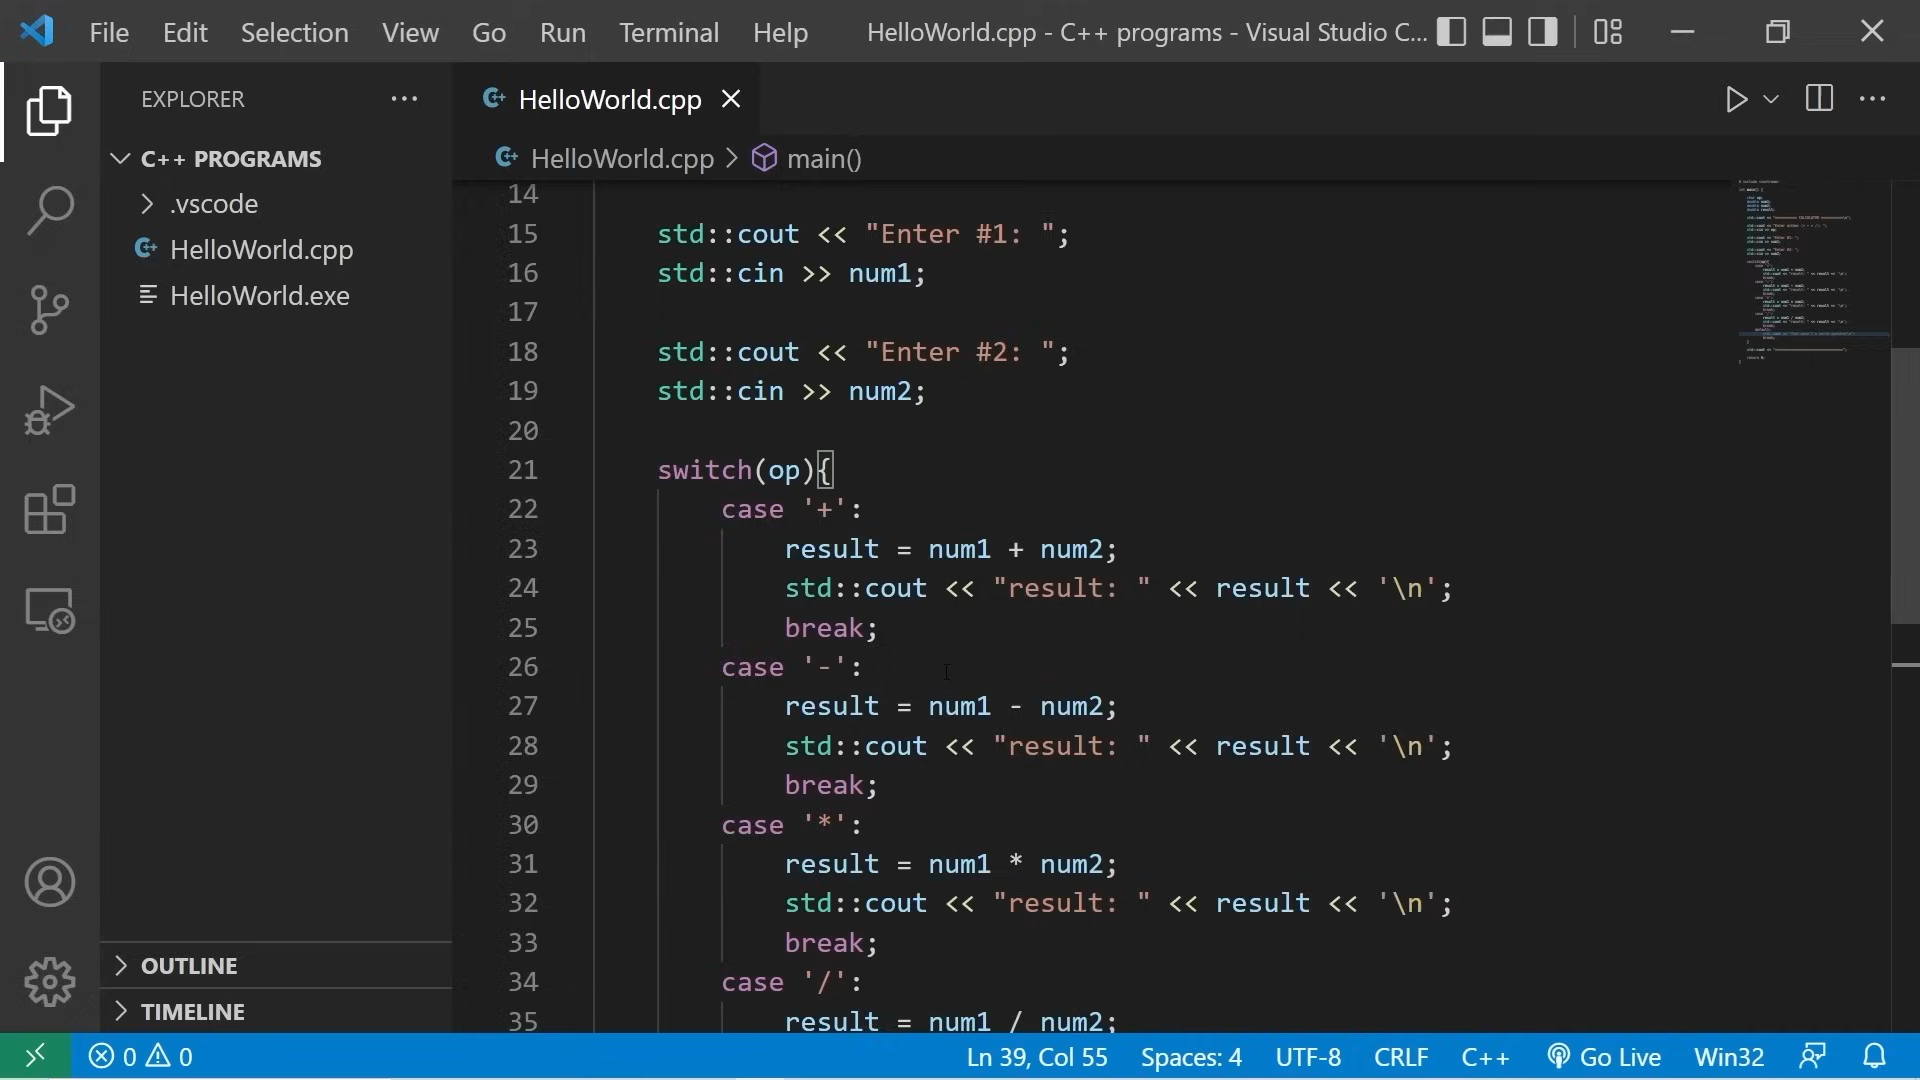 File Edit Selection View Go Run Terminal Help HelloWorld.cpp - C++ programs - Visual Studio C...
EXPLORER
C++ PROGRAMS
.vscode
HelloWorld.cpp
HelloWorld.exe
OUTLINE
TIMELINE
HelloWorld.cpp
HelloWorld.cpp > main()
14
15 std::cout << "Enter #1: ";
16 std::cin >> num1;
17
18 std::cout << "Enter #2: ";
19 std::cin >> num2;
20
21 switch(op){
22 case '+':
23 result = num1 + num2;
24 std::cout << "result: " << result << '\n';
25 break;
26 case '-':
27 result = num1 - num2;
28 std::cout << "result: " << result << '\n';
29 break;
30 case '*':
31 result = num1 * num2;
32 std::cout << "result: " << result << '\n';
33 break;
34 case '/':
35 result = num1 / num2;
0 0 Ln 39, Col 55 Spaces: 4 UTF-8 CRLF C++ Go Live Win32